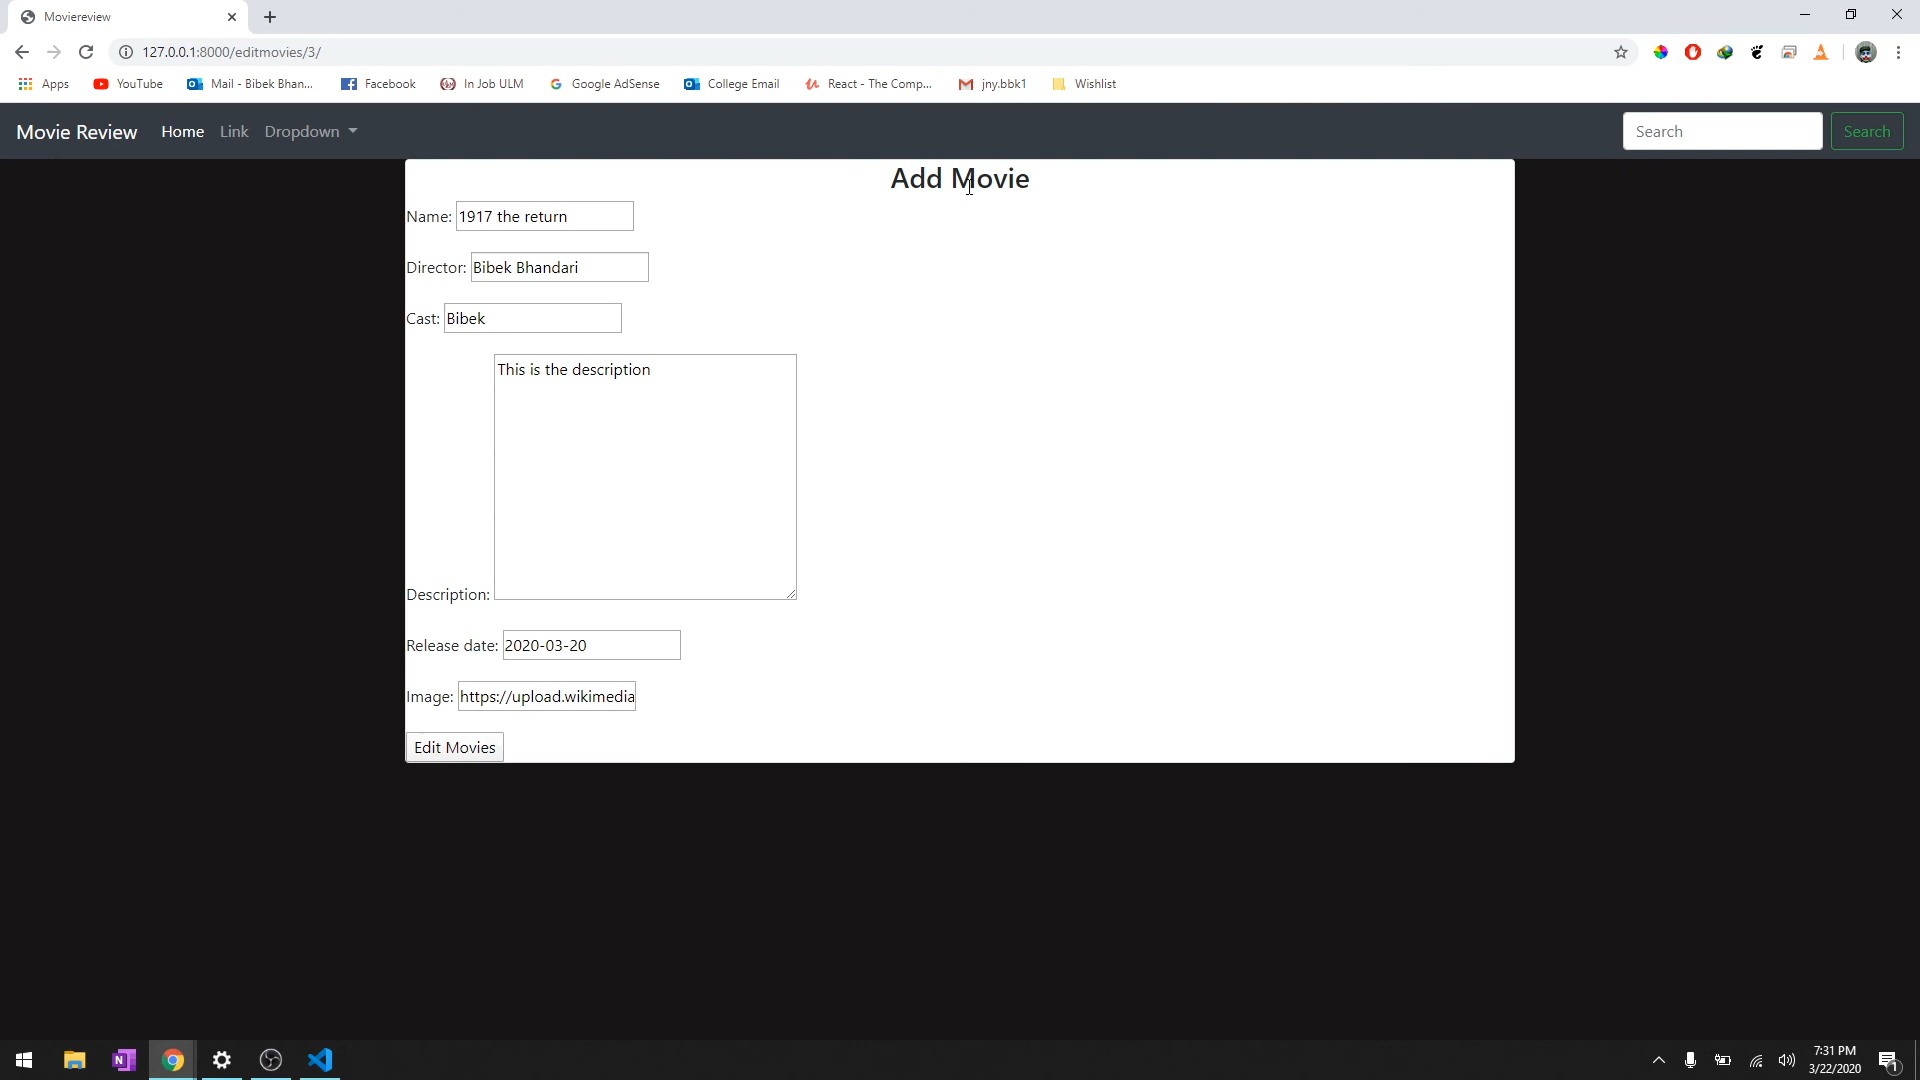 Moviereview
127.0.0.1:8000/editmovies/3/
Apps YouTube Mail - Bibek Bhan... Facebook In Job ULM Google AdSense College Email React - The Comp... jny.bbk1 Wishlist
Movie Review Home Link Dropdown Search Search
Add Movie
Name: 1917 the return
Director: Bibek Bhandari
Cast: Bibek
This is the description
Description:
Release date: 2020-03-20
Image: https://upload.wikimedia
Edit Movies
7:31 PM
3/22/2020
1